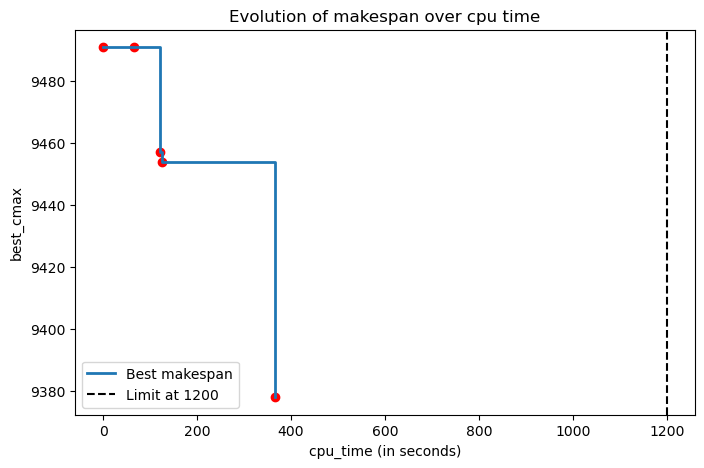 Evolution of makespan over cpu time
best_cmax
9480
9460
9440
9420
9400
9380
Best makespan
Limit at 1200
0 200 400 600 800 1000 1200
cpu_time (in seconds)